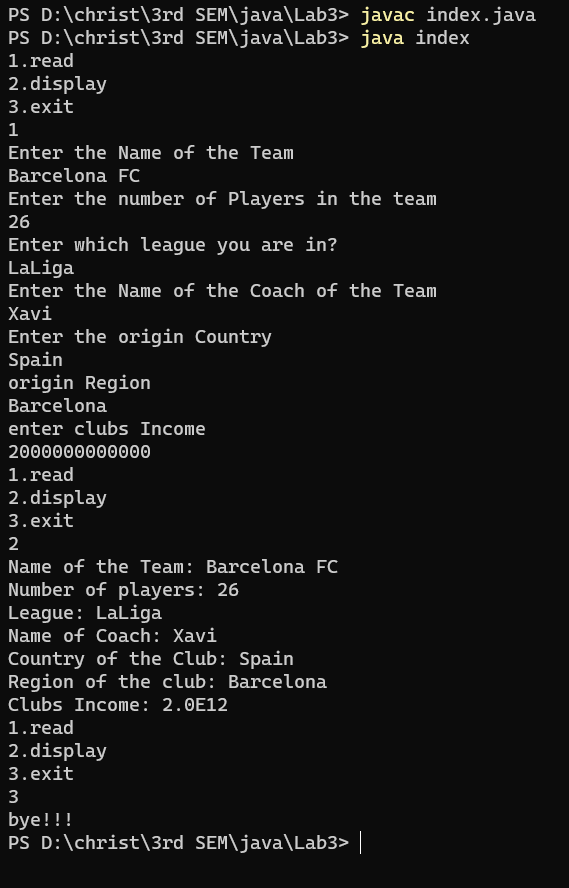 PS D:\christ\3rd SEM\java\Lab3> javac index.java
PS D:\christ\3rd SEM\java\Lab3> java index
1.read
2.display
3.exit
1
Enter the Name of the Team
Barcelona FC
Enter the number of Players in the team
26
Enter which league you are in?
LaLiga
Enter the Name of the Coach of the Team
Xavi
Enter the origin Country
Spain
origin Region
Barcelona
enter clubs Income
2000000000000
1.read
2.display
3.exit
2
Name of the Team: Barcelona FC
Number of players: 26
League: LaLiga
Name of Coach: Xavi
Country of the Club: Spain
Region of the club: Barcelona
Clubs Income: 2.0E12
1.read
2.display
3.exit
3
bye!!!
PS D:\christ\3rd SEM\java\Lab3>